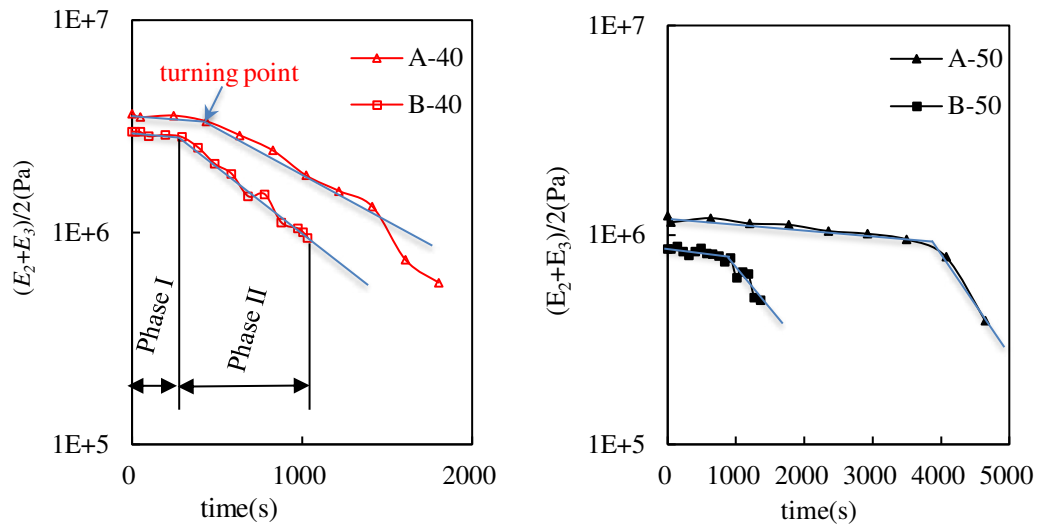 1E+7
A-40
B-40
turning point
(E₂+E₃)/2(Pa)
1E+6
Phase I
Phase II
1E+5
0
1000
2000
time(s)
1E+7
A-50
B-50
(E₂+E₃)/2(Pa)
1E+6
1E+5
0 1000 2000 3000 4000 5000
time(s)